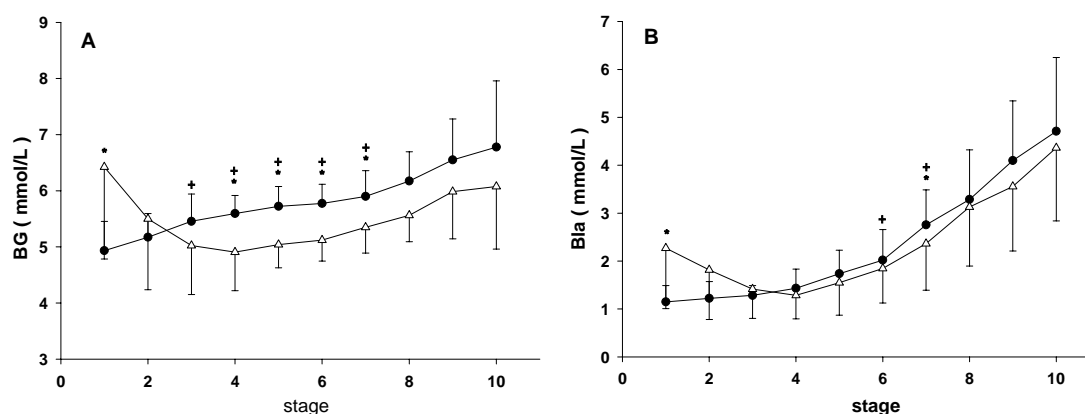 A
BG ( mmol/L )
9
8
7
6
5
4
3
0 2 4 6 8 10
stage
* + + + + +
* * * *
B
Bla ( mmol/L )
7
6
5
4
3
2
1
0
0 2 4 6 8 10
stage
* + +
*